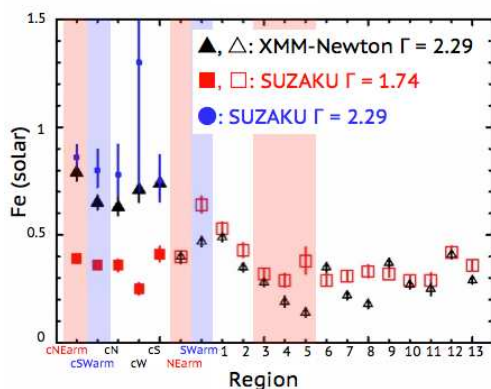 1.5
▲, △: XMM-Newton Γ = 2.29
■, □: SUZAKU Γ = 1.74
●: SUZAKU Γ = 2.29
1
Fe (solar)
0.5
0
cNEarm cSWarm cN cW cS NEarm SWarm 1 2 3 4 5 6 7 8 9 10 11 12 13
Region